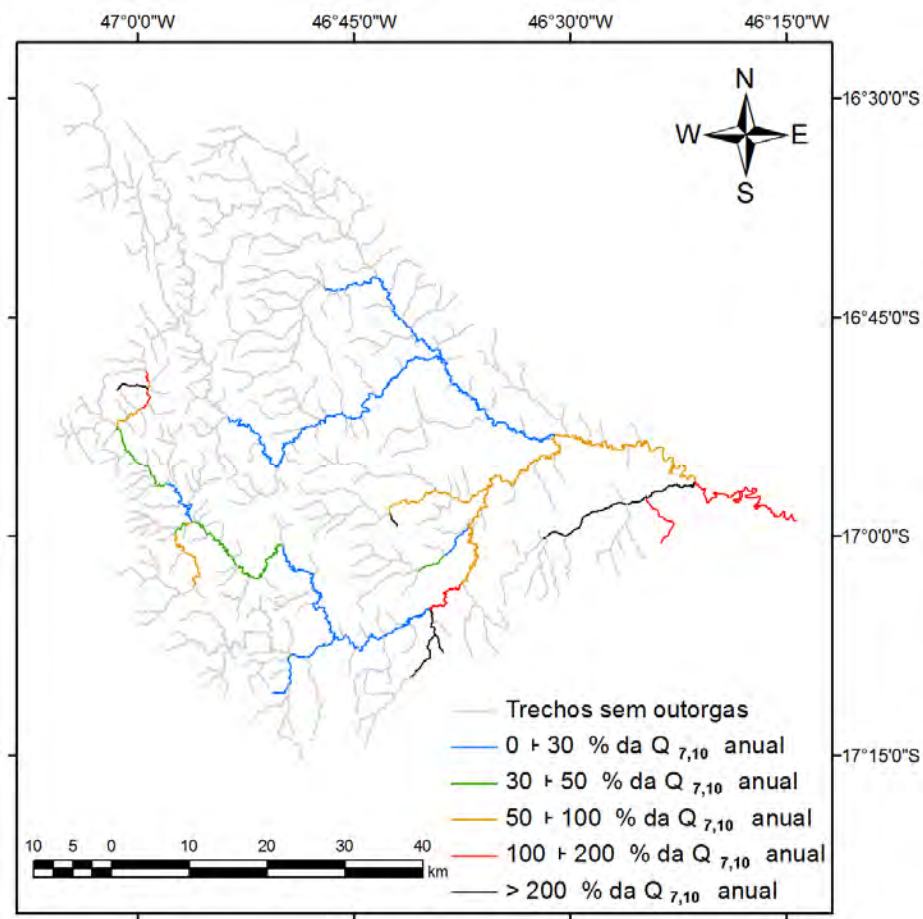 47°0'0"W 46°45'0"W 46°30'0"W 46°15'0"W
N
16°30'0"S
W E
S
16°45'0"S
17°0'0"S
Trechos sem outorgas
0 ⊦ 30 % da Q 7,10 anual
17°15'0"S
30 ⊦ 50 % da Q 7,10 anual
50 ⊦ 100 % da Q 7,10 anual
100 ⊦ 200 % da Q 7,10 anual
> 200 % da Q 7,10 anual
10 5 0 10 20 30 40
km